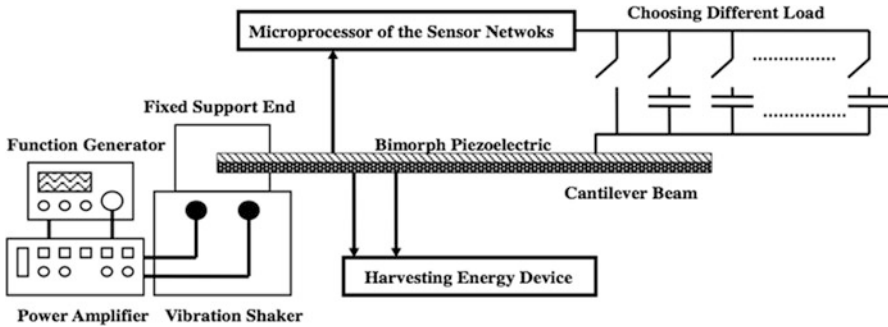 Choosing Different Load
Microprocessor of the Sensor Netwoks
Fixed Support End
Function Generator
Bimorph Piezoelectric
Cantilever Beam
Harvesting Energy Device
Power Amplifier
Vibration Shaker